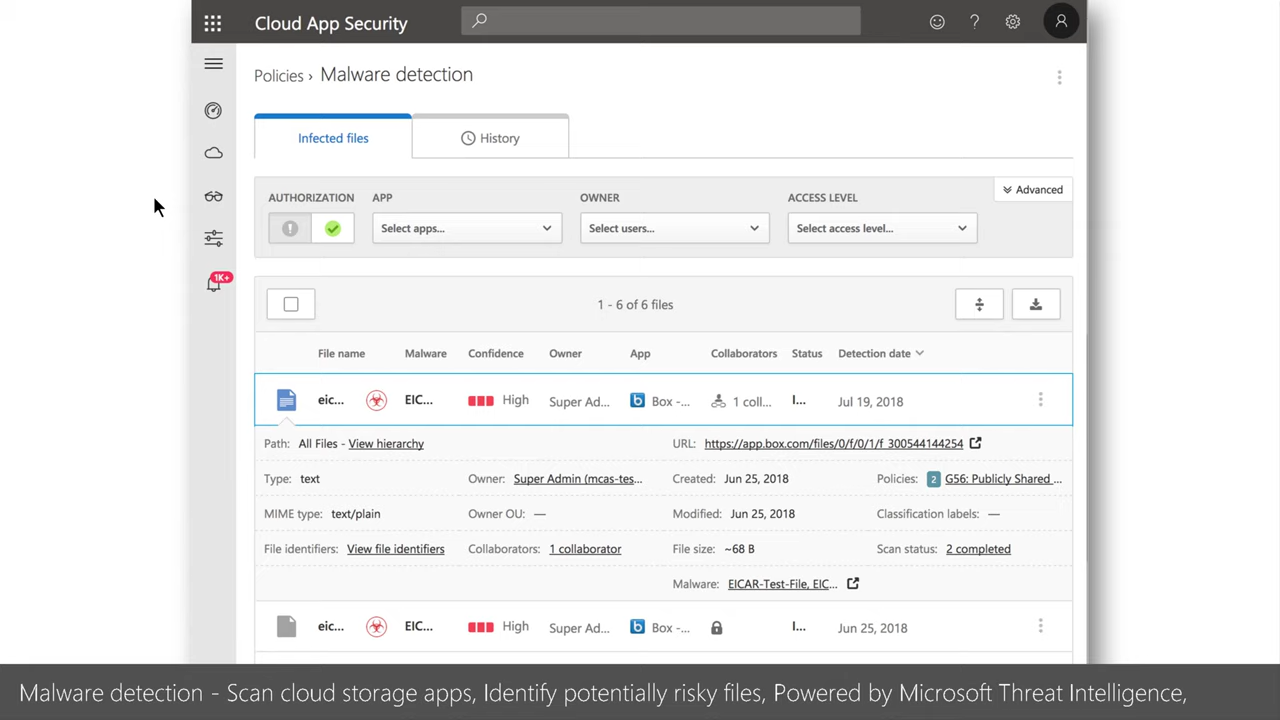 Cloud App Security
Policies › Malware detection
Infected files
History
Advanced
AUTHORIZATION APP OWNER ACCESS LEVEL
Select apps... Select users... Select access level...
1K+
1 - 6 of 6 files
File name Malware Confidence Owner App Collaborators Status Detection date
eic... EIC... High Super Ad... b Box -... 1 coll... I... Jul 19, 2018
Path: All Files - View hierarchy URL: https://app.box.com/files/0/f/0/1/f_300544144254
Type: text Owner: Super Admin (mcas-tes... Created: Jun 25, 2018 Policies: 2 G56: Publicly Shared ...
MIME type: text/plain Owner OU: — Modified: Jun 25, 2018 Classification labels: —
File identifiers: View file identifiers Collaborators: 1 collaborator File size: ~68 B Scan status: 2 completed
Malware: EICAR-Test-File, EIC...
eic... EIC... High Super Ad... b Box -... I... Jun 25, 2018
Malware detection - Scan cloud storage apps, Identify potentially risky files, Powered by Microsoft Threat Intelligence,